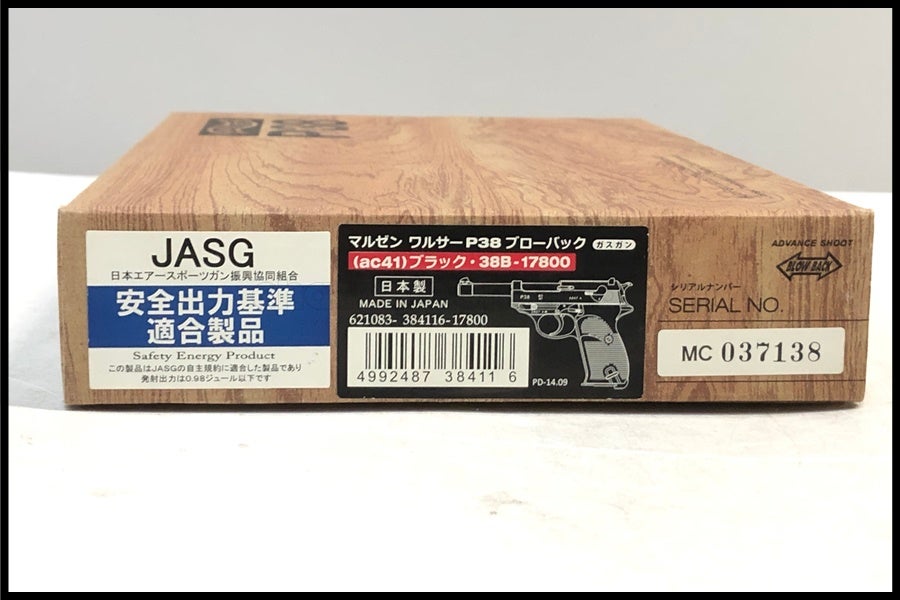 P38
JASG
日本エアースポーツガン振興協同組合
安全出力基準
適合製品
Safety Energy Product
この製品はJASGの自主規約に適合した製品であり
発射出力は0.98ジュール以下です
マルゼン ワルサーP38 ブローバック ガスガン
(ac41)ブラック・38B-17800
日本製
MADE IN JAPAN
621083- 384116-17800
4992487 38411 6
P38
PD-14.09
ADVANCE SHOOT
BLOW BACK
シリアルナンバー
SERIAL NO.
MC 037138